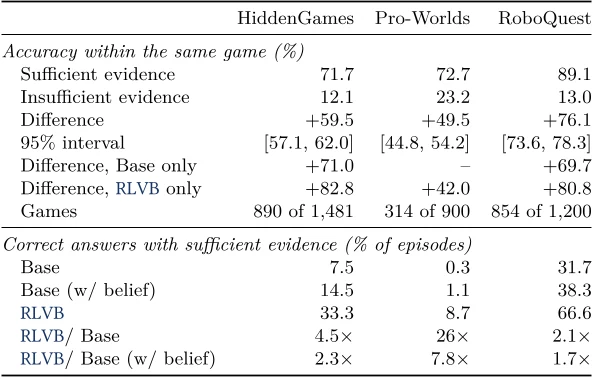 HiddenGames Pro-Worlds RoboQuest
Accuracy within the same game (%)
Sufficient evidence 71.7 72.7 89.1
Insufficient evidence 12.1 23.2 13.0
Difference +59.5 +49.5 +76.1
95% interval [57.1, 62.0] [44.8, 54.2] [73.6, 78.3]
Difference, Base only +71.0 – +69.7
Difference, RLVB only +82.8 +42.0 +80.8
Games 890 of 1,481 314 of 900 854 of 1,200
Correct answers with sufficient evidence (% of episodes)
Base 7.5 0.3 31.7
Base (w/ belief) 14.5 1.1 38.3
RLVB 33.3 8.7 66.6
RLVB/ Base 4.5× 26× 2.1×
RLVB/ Base (w/ belief) 2.3× 7.8× 1.7×